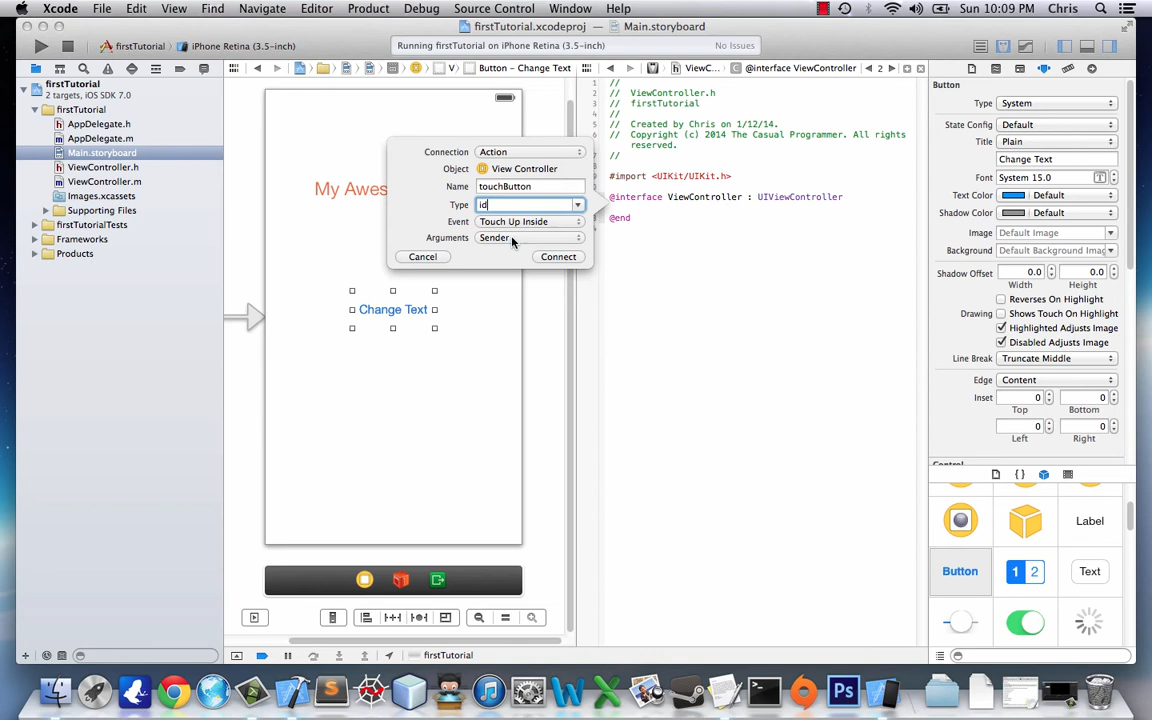 Xcode File Edit View Find Navigate Editor Product Debug Source Control Window Sun 10:09 PM Chris
firstTutorial.xcodeproj — Main.storyboard
firstTutorial iPhone Retina (3.5-inch)
Running firstTutorial on iPhone Retina (3.5-inch) No Issues
V Button - Change Text
ViewC... @interface ViewController 2
firstTutorial
2 targets, iOS SDK 7.0
firstTutorial
AppDelegate.h
AppDelegate.m
Main.storyboard
ViewController.h
ViewController.m
Images.xcassets
Supporting Files
firstTutorialTests
Frameworks
Products
My Awes
Change Text
Connection Action
Object View Controller
Name touchButton
Type id
Event Touch Up Inside
Arguments Sender
Cancel Connect
//
// ViewController.h
// firstTutorial
//
// Created by Chris on 1/12/14.
// Copyright (c) 2014 The Casual Programmer. All rights
reserved.
//
#import <UIKit/UIKit.h>
@interface ViewController : UIViewController
@end
Button
Type System
State Config Default
Title Plain
Change Text
Font System 15.0
Text Color Default
Shadow Color Default
Image Default Image
Background Default Background Imag
Shadow Offset 0.0 0.0
Width Height
Reverses On Highlight
Drawing Shows Touch On Highlight
Highlighted Adjusts Image
Disabled Adjusts Image
Line Break Truncate Middle
Edge Content
Inset 0 0
Top Bottom
0 0
Left Right
Control
Label
Button 1 2 Text
firstTutorial